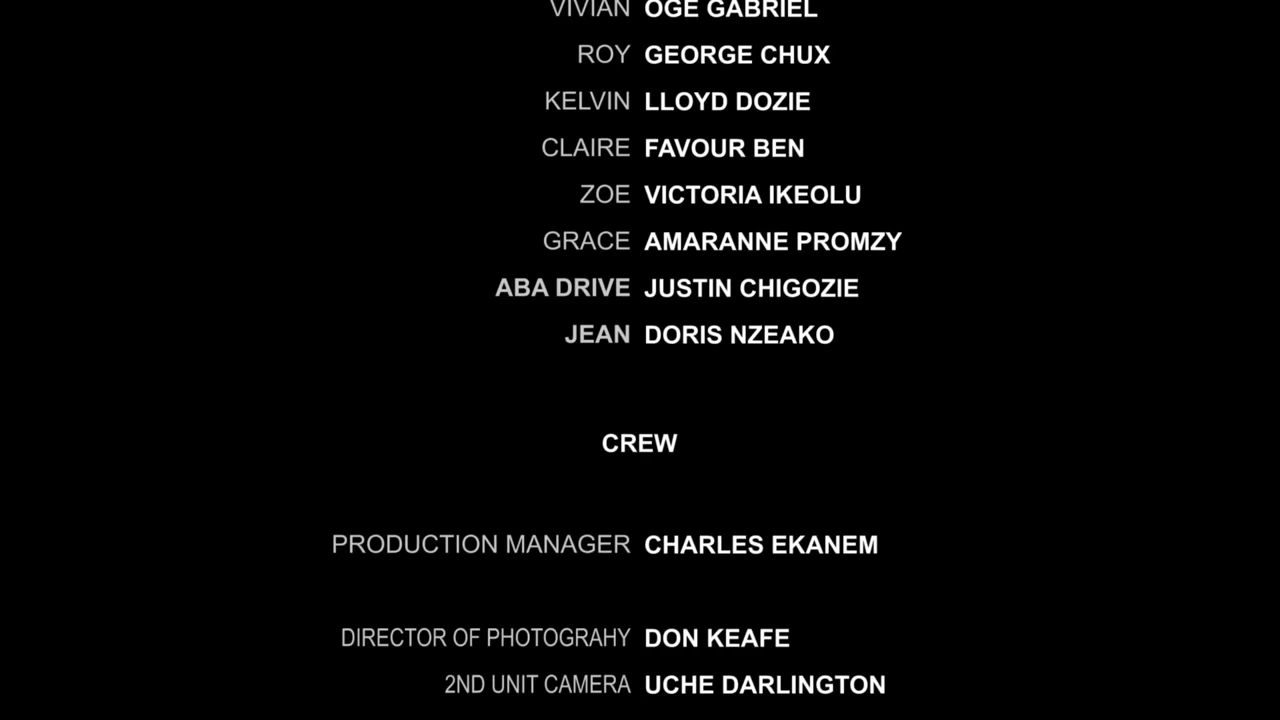 VIVIAN OGE GABRIEL
ROY GEORGE CHUX
KELVIN LLOYD DOZIE
CLAIRE FAVOUR BEN
ZOE VICTORIA IKEOLU
GRACE AMARANNE PROMZY
ABA DRIVE JUSTIN CHIGOZIE
JEAN DORIS NZEAKO
CREW
PRODUCTION MANAGER CHARLES EKANEM
DIRECTOR OF PHOTOGRAHY DON KEAFE
2ND UNIT CAMERA UCHE DARLINGTON